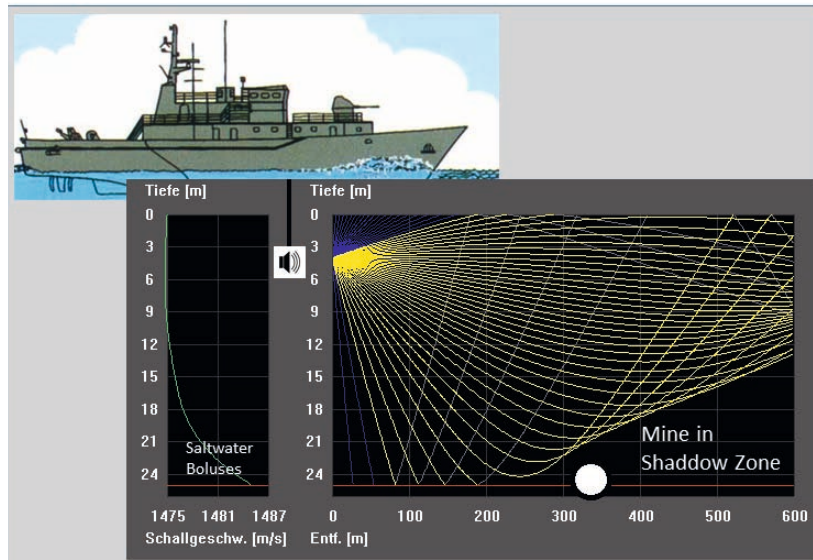 Tiefe [m]
Tiefe [m]
0
3
6
9
12
15
18
21
24
Saltwater
Boluses
1475 1481 1487
Schallgeschw. [m/s]
0
3
6
9
12
15
18
21
24
Mine in
Shaddow Zone
0 100 200 300 400 500 600
Entf. [m]